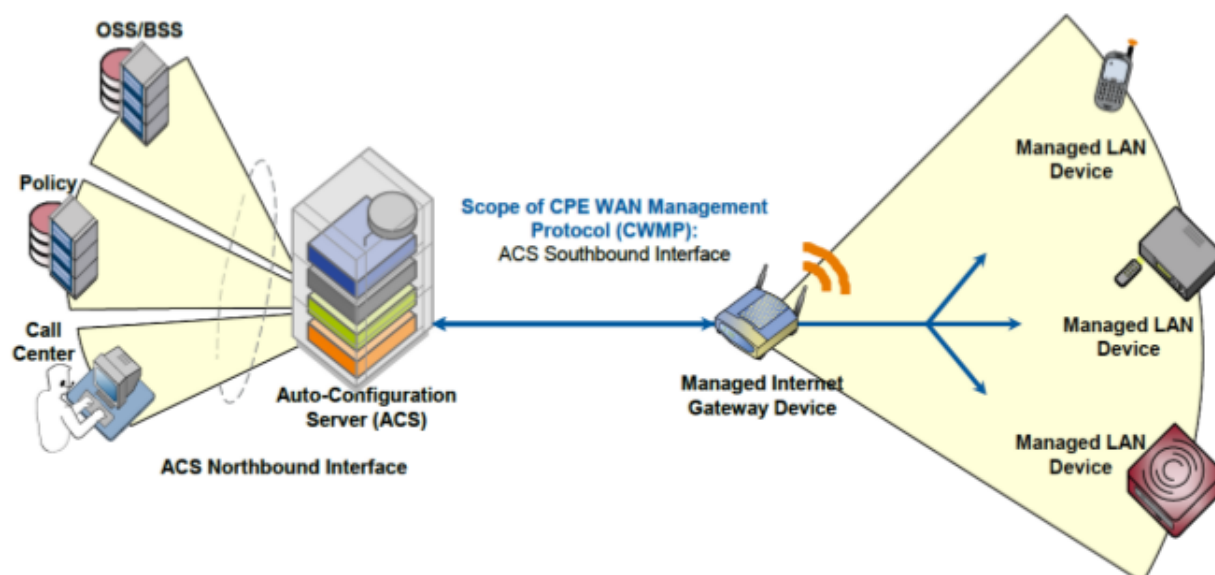 OSS/BSS
Policy
Call
Center
Auto-Configuration
Server (ACS)
ACS Northbound Interface
Scope of CPE WAN Management
Protocol (CWMP):
ACS Southbound Interface
Managed Internet
Gateway Device
Managed LAN
Device
Managed LAN
Device
Managed LAN
Device